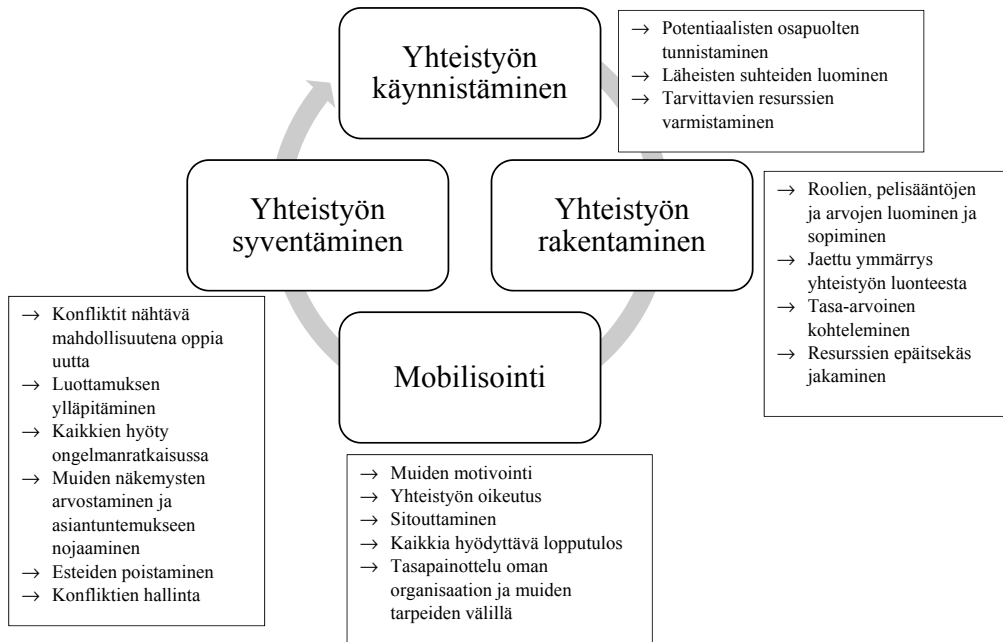 Yhteistyön
käynnistäminen
→ Potentiaalisten osapuolten
tunnistaminen
→ Läheisten suhteiden luominen
→ Tarvittavien resurssien
varmistaminen
Yhteistyön
rakentaminen
→ Roolien, pelisääntöjen
ja arvojen luominen ja
sopiminen
→ Jaettu ymmärrys
yhteistyön luonteesta
→ Tasa-arvoinen
kohteleminen
→ Resurssien epäitsekäs
jakaminen
Mobilisointi
→ Muiden motivointi
→ Yhteistyön oikeutus
→ Sitouttaminen
→ Kaikkia hyödyttävä lopputulos
→ Tasapainottelu oman
organisaation ja muiden
tarpeiden välillä
Yhteistyön
syventäminen
→ Konfliktit nähtävä
mahdollisuutena oppia
uutta
→ Luottamuksen
ylläpitäminen
→ Kaikkien hyöty
ongelmanratkaisussa
→ Muiden näkemysten
arvostaminen ja
asiantuntemukseen
nojaaminen
→ Esteiden poistaminen
→ Konfliktien hallinta